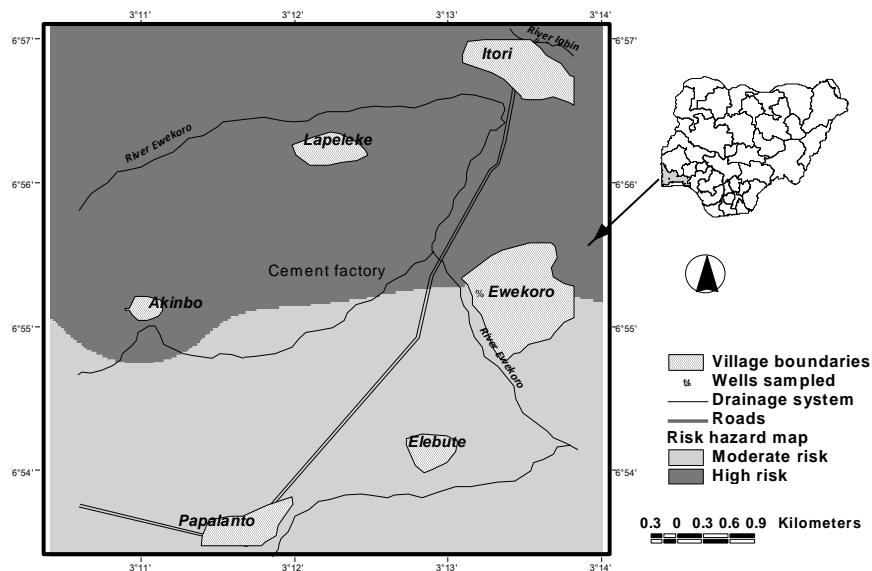 3°11' 3°12' 3°13' 3°14'
6°57' 6°57'
River Igbin
Itori
River Ewekoro
Lapeleke
6°56' 6°56'
Cement factory
Akinbo
% Ewekoro
6°55' 6°55'
River Ewekoro
Elebute
6°54' 6°54'
Papalanto
3°11' 3°12' 3°13' 3°14'
Village boundaries
% Wells sampled
Drainage system
Roads
Risk hazard map
Moderate risk
High risk
0.3 0 0.3 0.6 0.9 Kilometers